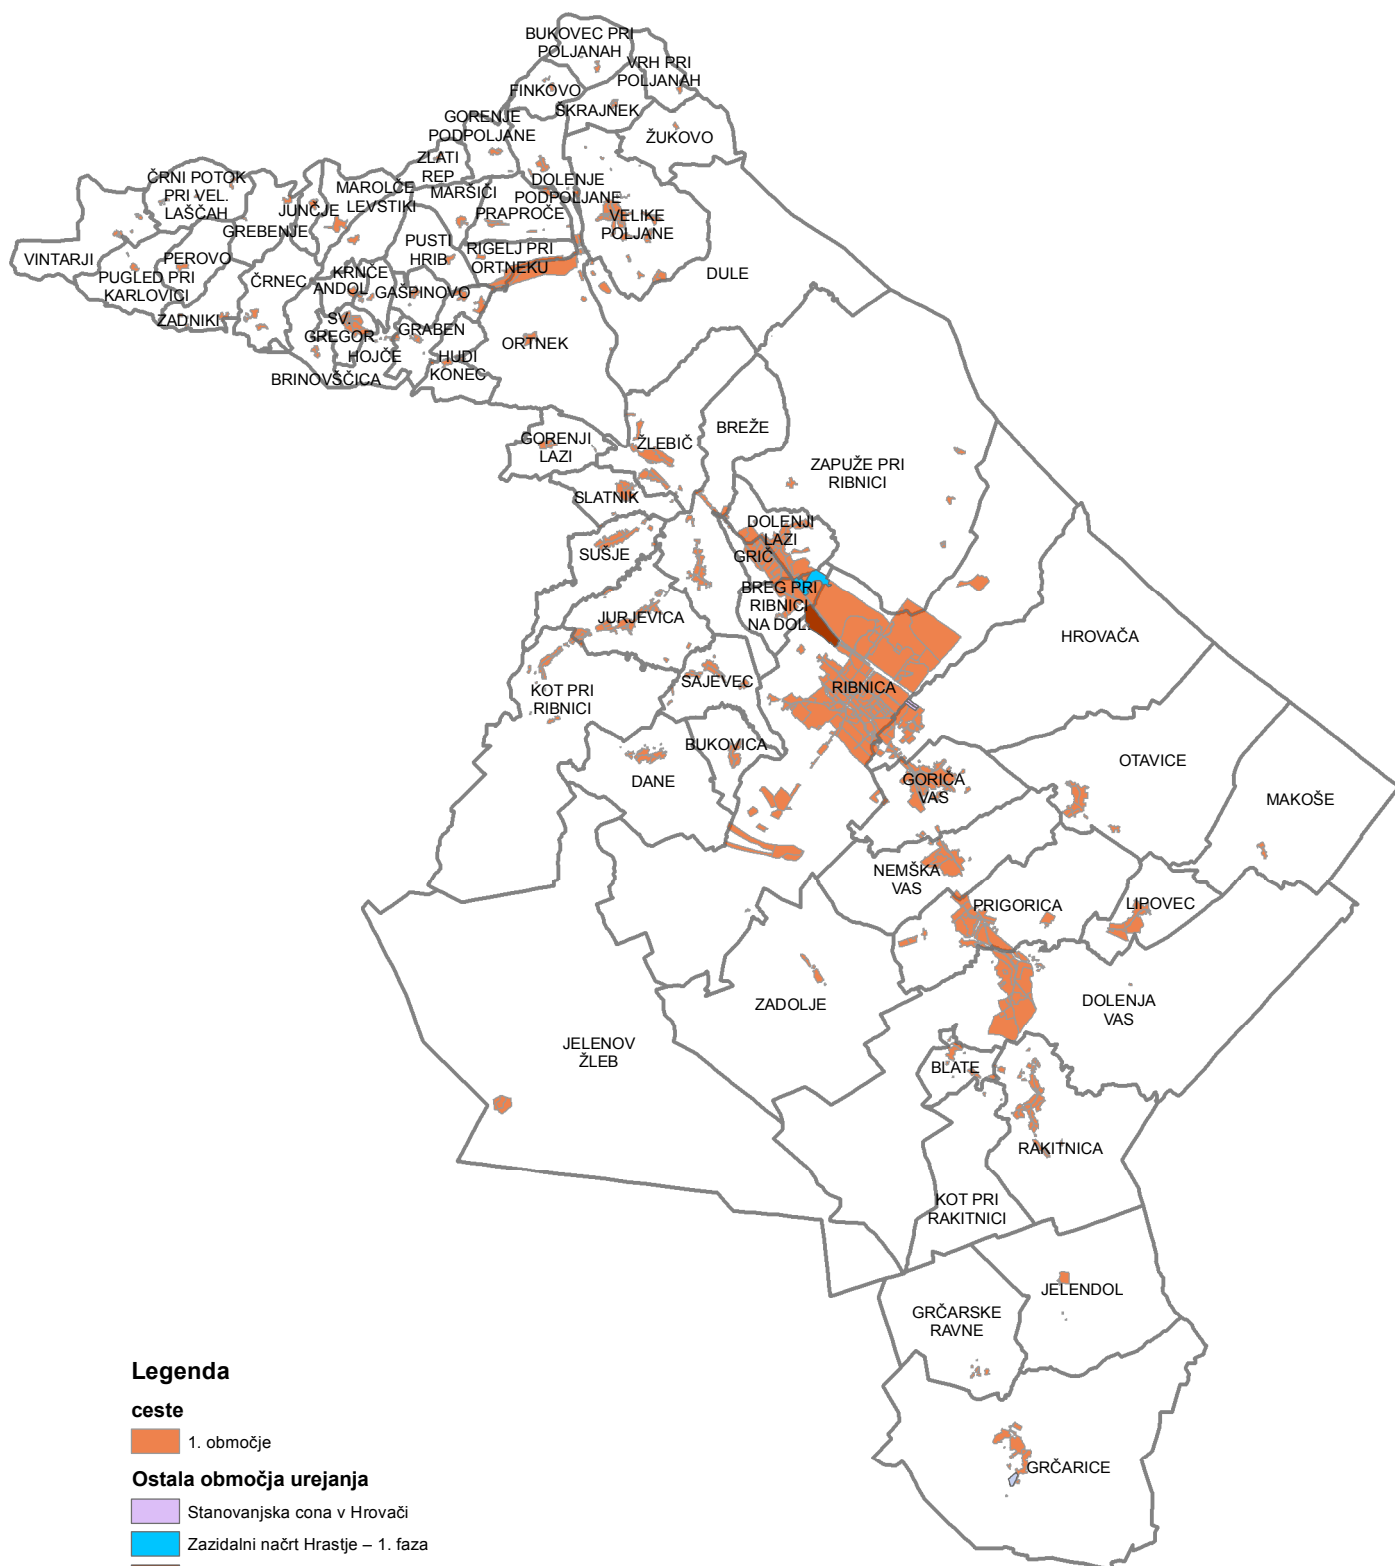 BUKOVEC PRI
POLJANAH
VRH PRI
POLJANAH
FINKOVO
ŠKRAJNEK
GORENJE
PODPOLJANE
ŽUKOVO
ZLATI
REP
ČRNI POTOK
PRI VEL.
LAŠČAH
MAROLČE
LEVSTIKI
MARŠIČI
DOLENJE
PODPOLJANE
JUNČJE
PRAPROČE
VELIKE
POLJANE
GREBENJE
PUSTI
HRIB
RIGELJ PRI
ORTNEKU
VINTARJI
PEROVO
PUGLED PRI
KARLOVICI
ČRNEC
KRNČE
ANDOL
GAŠPINOVO
DULE
ZADNIKI
SV.
GREGOR
GRABEN
HOJČE
HUDI
KONEC
ORTNEK
BRINOVŠČICA
BREŽE
GORENJI
LAZI
ŽLEBIČ
ZAPUŽE PRI
RIBNICI
SLATNIK
DOLENJI
LAZI
SUŠJE
GRIČ
BREG PRI
RIBNICI
NA DOL.
JURJEVICA
HROVAČA
SAJEVEC
RIBNICA
KOT PRI
RIBNICI
BUKOVICA
DANE
GORIČA
VAS
OTAVICE
MAKOŠE
NEMŠKA
VAS
PRIGORICA
LIPOVEC
ZADOLJE
DOLENJA
VAS
JELENOV
ŽLEB
BLATE
RAKITNICA
KOT PRI
RAKITNICI
JELENDOL
GRČARSKE
RAVNE
GRČARICE
Legenda
ceste
1. območje
Ostala območja urejanja
Stanovanjska cona v Hrovači
Zazidalni načrt Hrastje – 1. faza